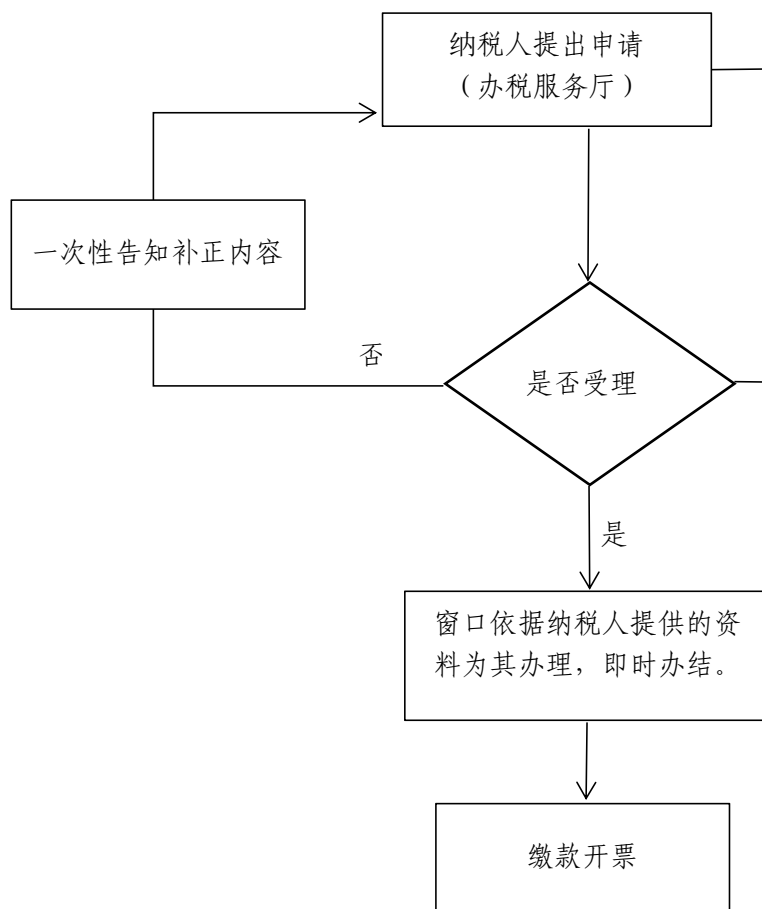 纳税人提出申请
（办税服务厅）
一次性告知补正内容
否
是否受理
是
窗口依据纳税人提供的资
料为其办理，即时办结。
缴款开票